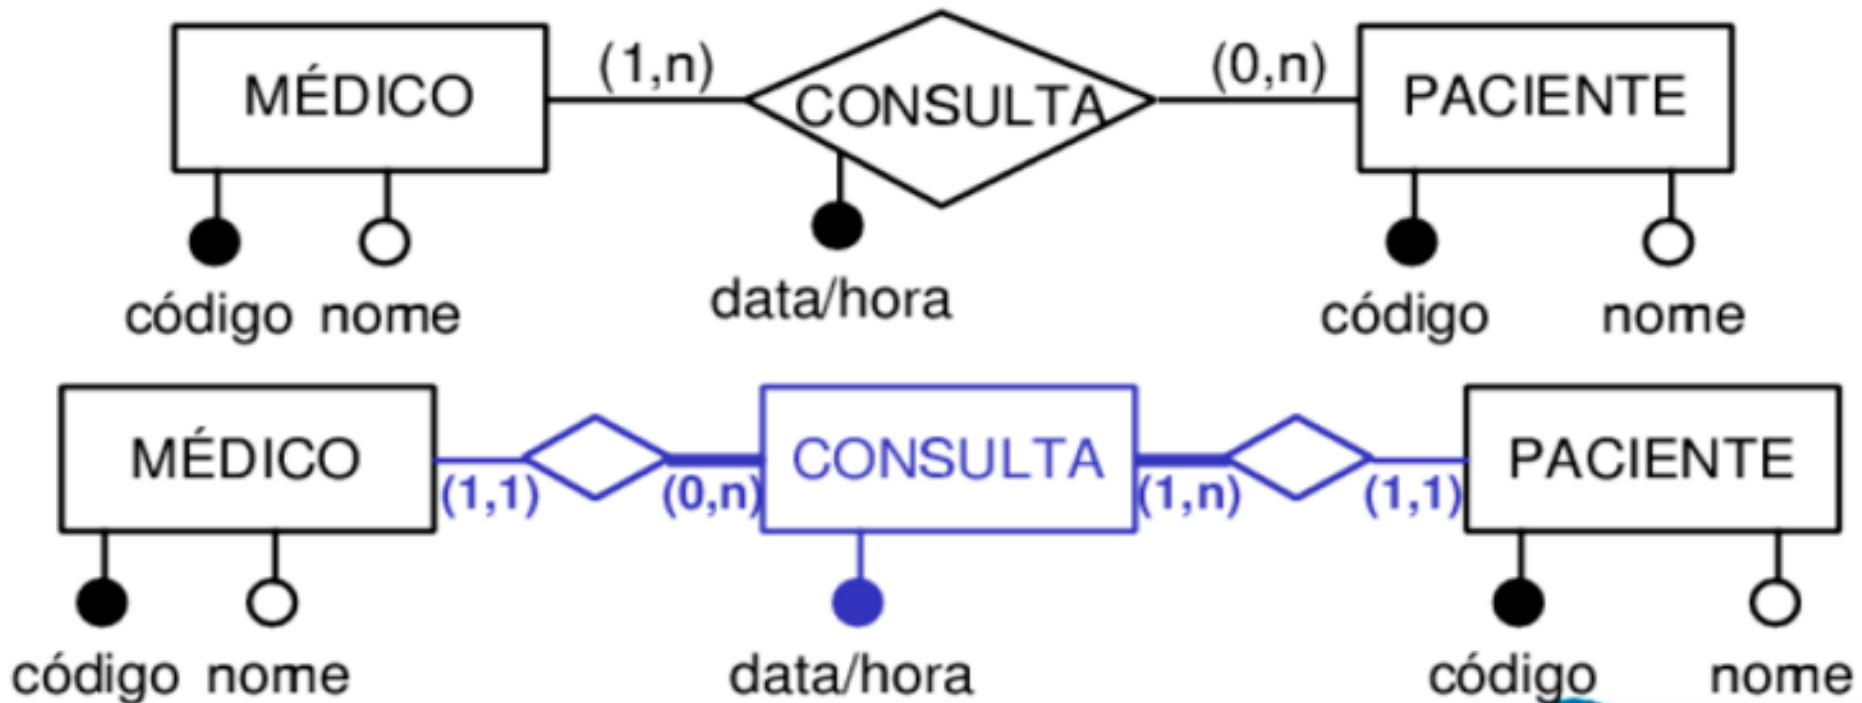 MÉDICO (1,n) CONSULTA (0,n) PACIENTE
código nome data/hora código nome
MÉDICO (1,1) (0,n) CONSULTA (1,n) (1,1) PACIENTE
código nome data/hora código nome